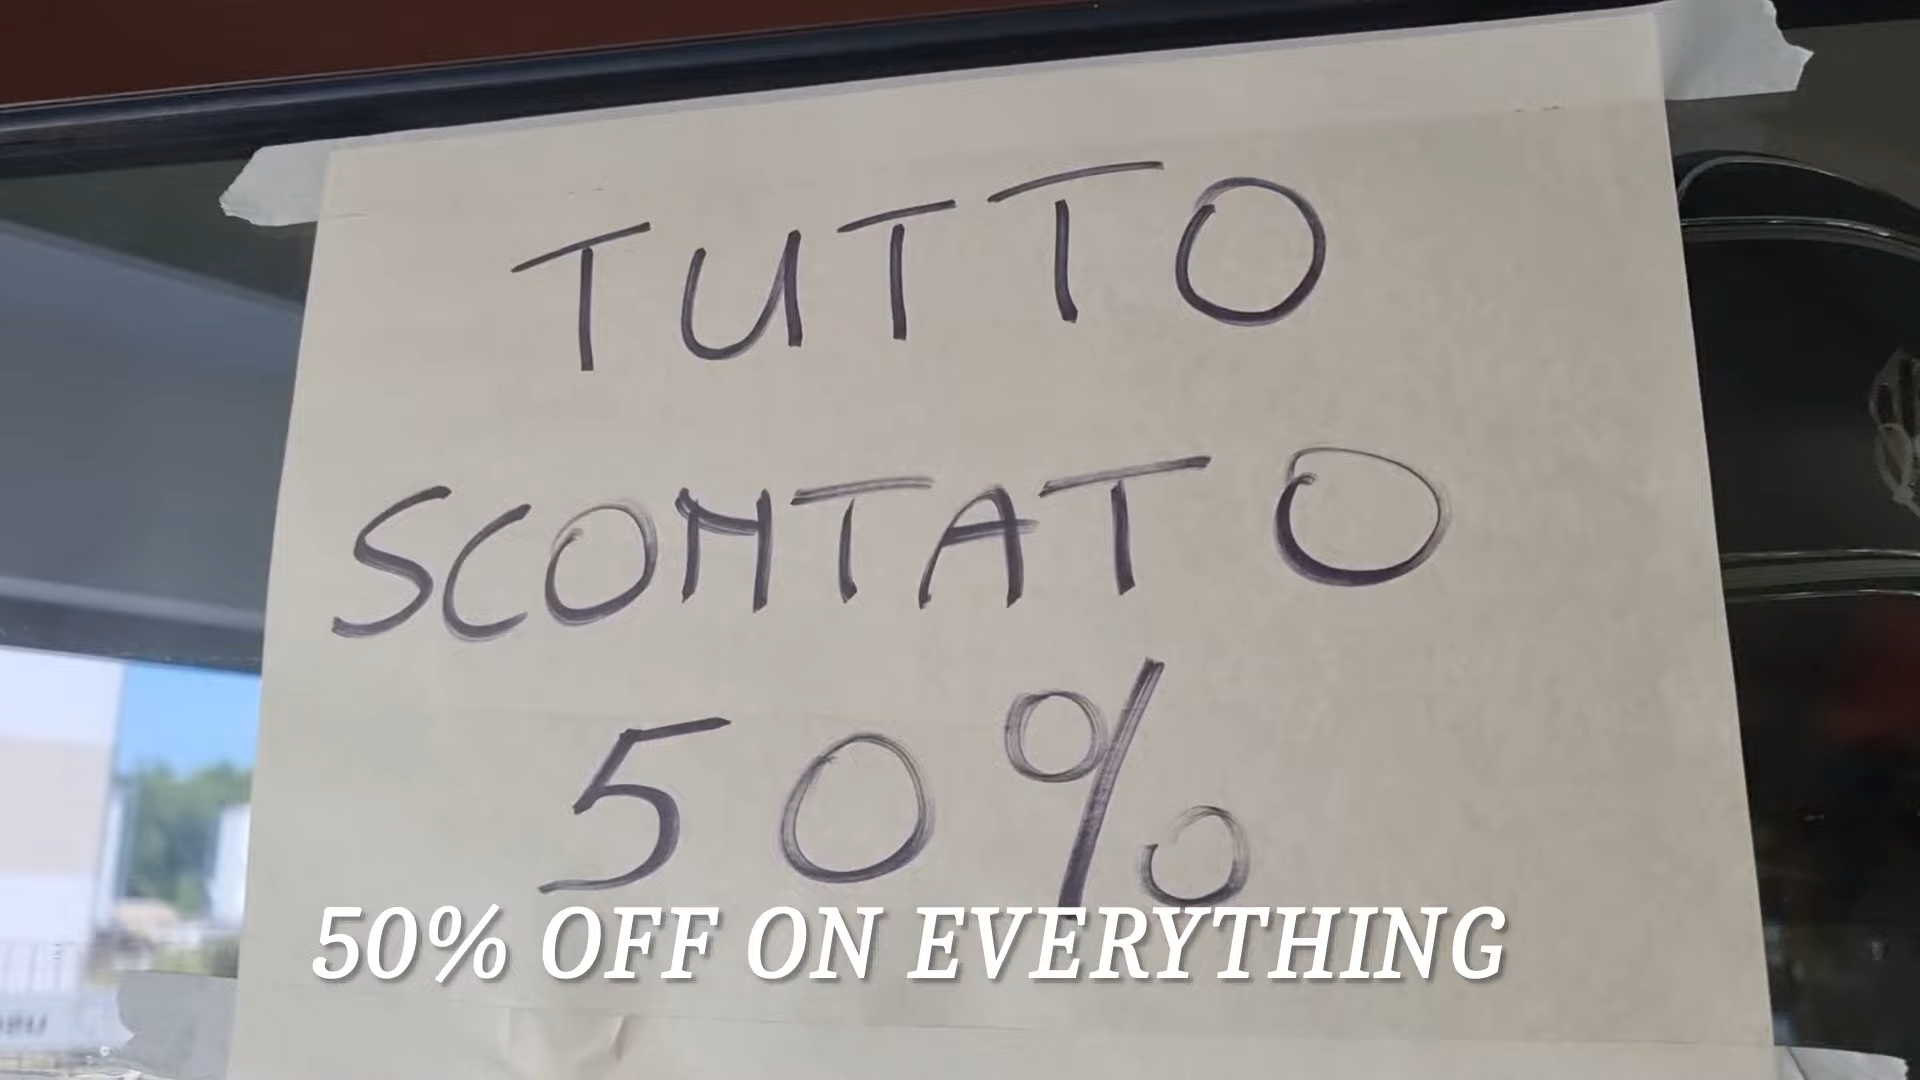 TUTTO
SCONTATO
50%
50% OFF ON EVERYTHING